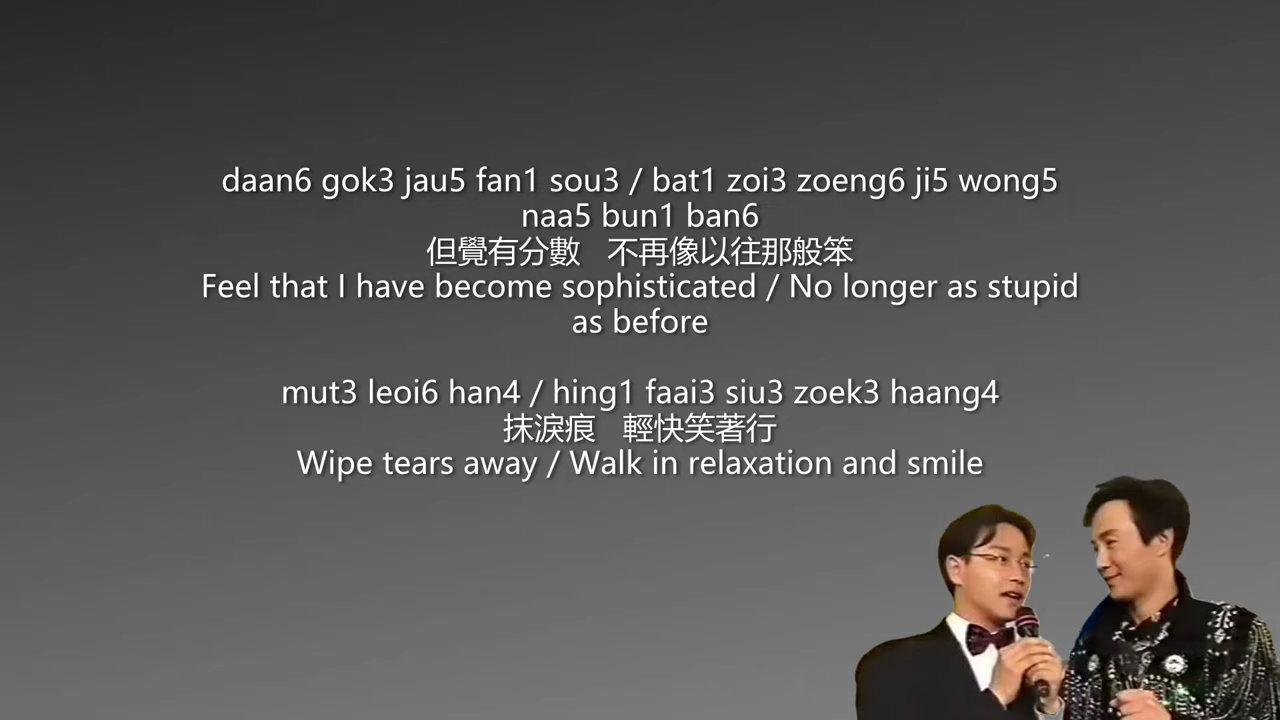 daan6 gok3 jau5 fan1 sou3 / bat1 zoi3 zoeng6 ji5 wong5
naa5 bun1 ban6
但覺有分數 不再像以往那般笨
Feel that I have become sophisticated / No longer as stupid
as before
mut3 leoi6 han4 / hing1 faai3 siu3 zoek3 haang4
抹淚痕 輕快笑著行
Wipe tears away / Walk in relaxation and smile